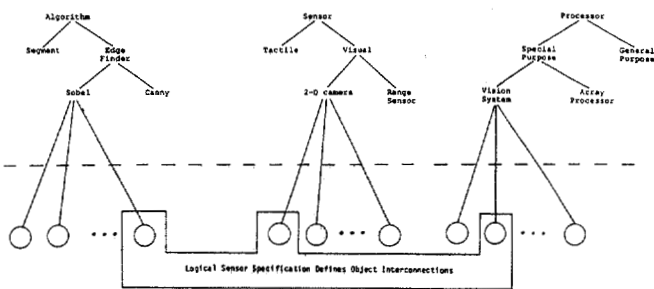 Algorithm
Sensor
Processor
Segment
Edge
Finder
Tactile
Visual
Special
Purpose
General
Purpose
Sobel
Canny
2-D camera
Range
Sensor
Vision
System
Array
Processor
Logical Sensor Specification Defines Object Interconnections